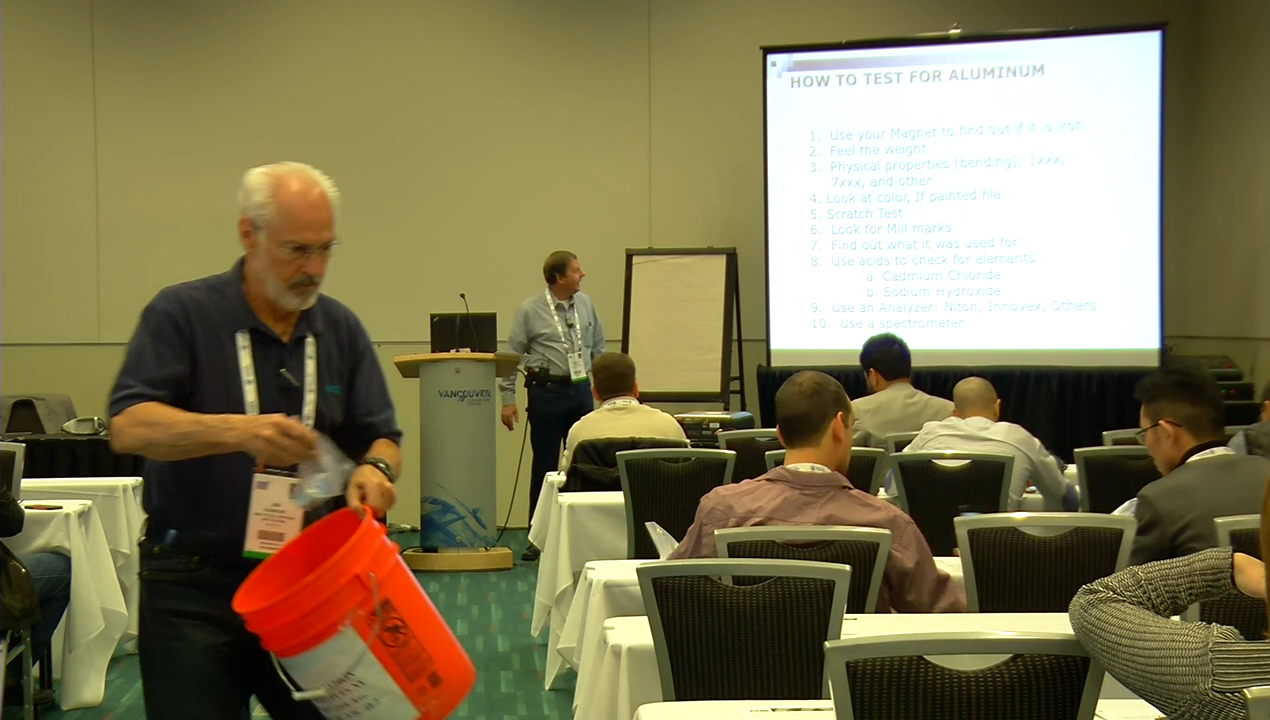 HOW TO TEST FOR ALUMINUM
1. Use your Magnet to find out if it is iron
2. Feel the weight
3. Physical properties (bending), 1xxx,
7xxx, and other
4. Look at color, If painted file
5. Scratch Test
6. Look for Mill marks
7. Find out what it was used for
8. Use acids to check for elements
a. Cadmium Chloride
b. Sodium Hydroxide
9. Use an Analyzer: Niton, Innovex, Others
10. Use a spectrometer
VANCOUVER